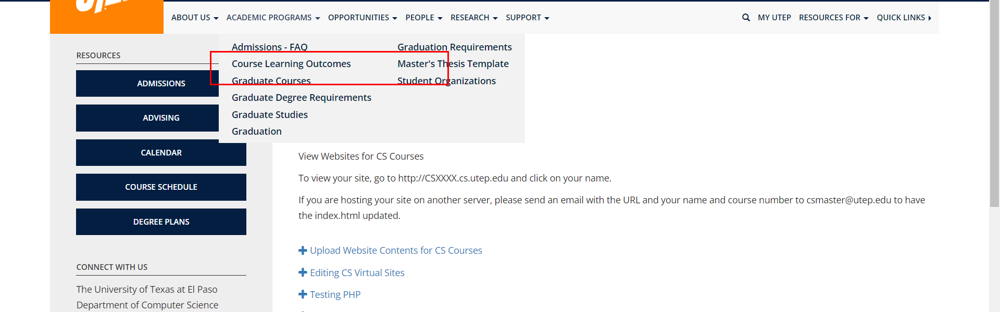 ABOUT US ACADEMIC PROGRAMS OPPORTUNITIES PEOPLE RESEARCH SUPPORT MY UTEP RESOURCES FOR QUICK LINKS
Admissions - FAQ
Course Learning Outcomes
Graduate Courses
Graduate Degree Requirements
Graduate Studies
Graduation
Graduation Requirements
Master's Thesis Template
Student Organizations
RESOURCES
ADMISSIONS
ADVISING
CALENDAR
COURSE SCHEDULE
DEGREE PLANS
CONNECT WITH US
The University of Texas at El Paso
Department of Computer Science
View Websites for CS Courses
To view your site, go to http://CSXXXX.cs.utep.edu and click on your name.
If you are hosting your site on another server, please send an email with the URL and your name and course number to csmaster@utep.edu to have
the index.html updated.
Upload Website Contents for CS Courses
Editing CS Virtual Sites
Testing PHP